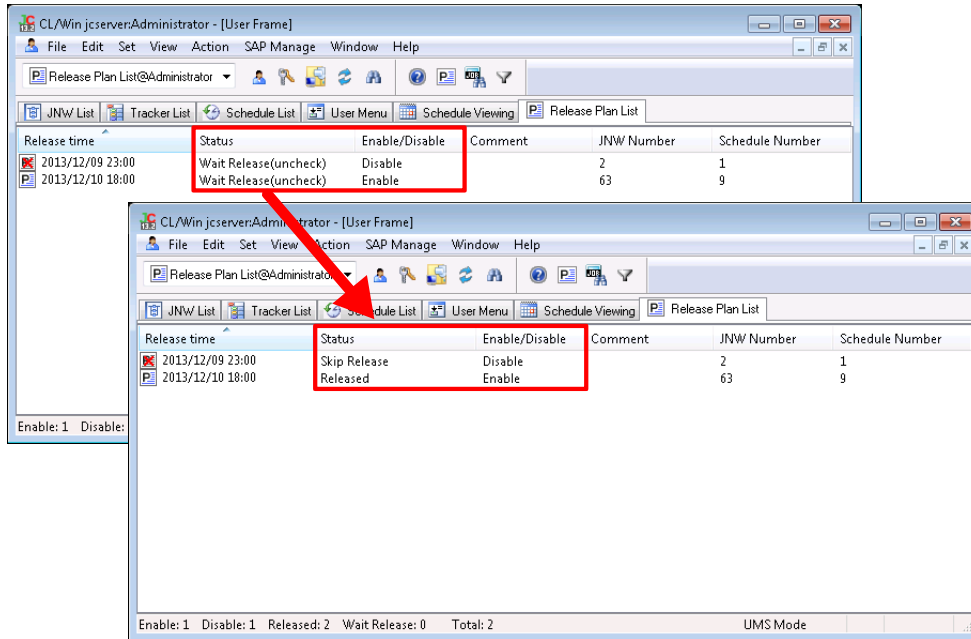 CL/Win jcserver:Administrator - [User Frame]
File Edit Set View Action SAP Manage Window Help
Release Plan List@Administrator
JNW List Tracker List Schedule List User Menu Schedule Viewing Release Plan List
Release time Status Enable/Disable Comment JNW Number Schedule Number
2013/12/09 23:00 Wait Release(uncheck) Disable 2 1
2013/12/10 18:00 Wait Release(uncheck) Enable 63 9
Enable: 1 Disable:
CL/Win jcserver:Administrator - [User Frame]
File Edit Set View Action SAP Manage Window Help
Release Plan List@Administrator
JNW List Tracker List Schedule List User Menu Schedule Viewing Release Plan List
Release time Status Enable/Disable Comment JNW Number Schedule Number
2013/12/09 23:00 Skip Release Disable 2 1
2013/12/10 18:00 Released Enable 63 9
Enable: 1 Disable: 1 Released: 2 Wait Release: 0 Total: 2 UMS Mode